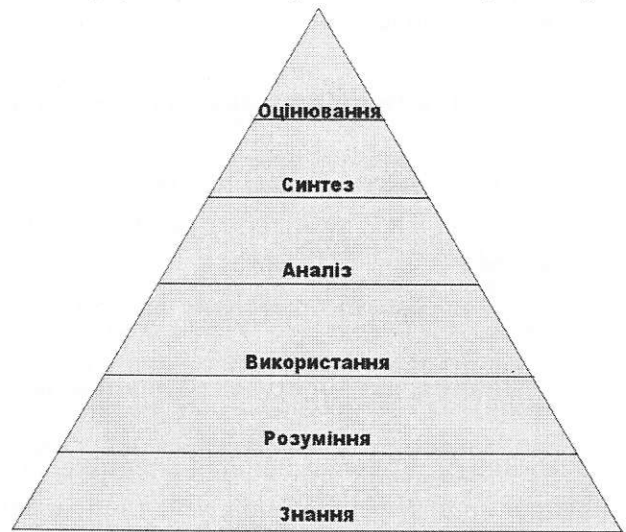 Оцінювання
Синтез
Аналіз
Використання
Розуміння
Знання